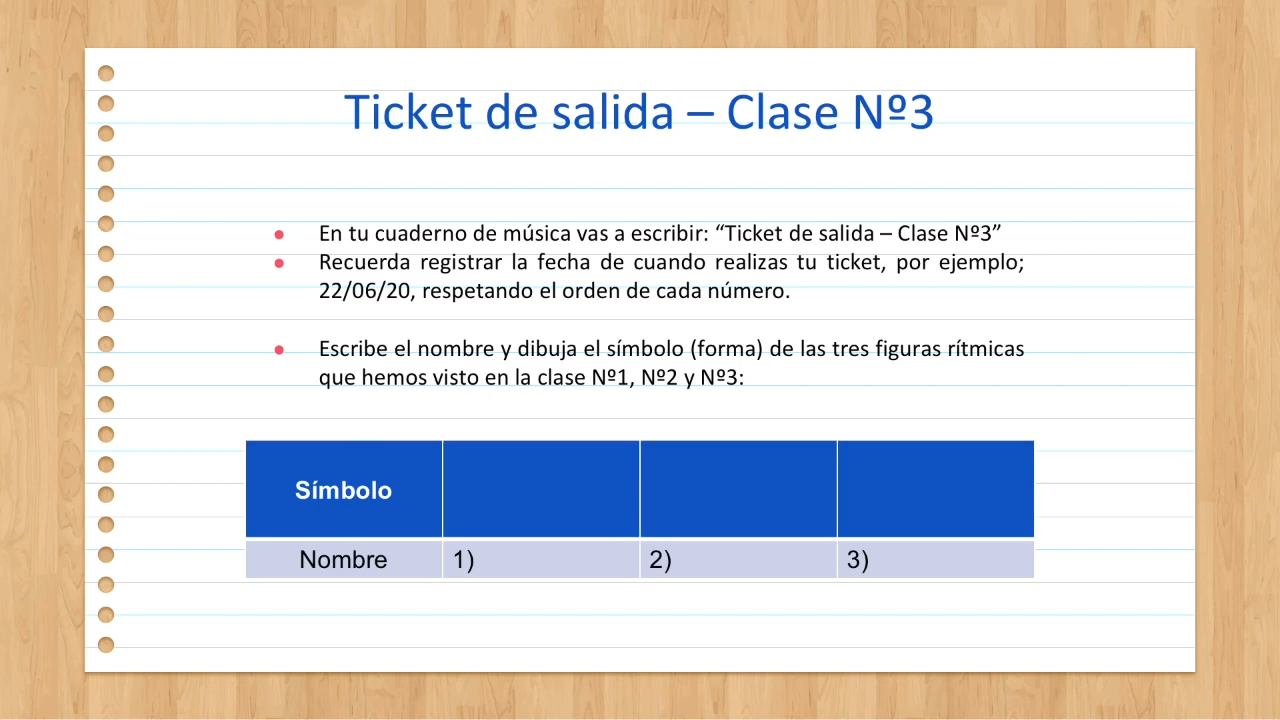 Ticket de salida – Clase Nº3
● En tu cuaderno de música vas a escribir: “Ticket de salida – Clase Nº3”
● Recuerda registrar la fecha de cuando realizas tu ticket, por ejemplo;
22/06/20, respetando el orden de cada número.
● Escribe el nombre y dibuja el símbolo (forma) de las tres figuras rítmicas
que hemos visto en la clase Nº1, Nº2 y Nº3:
Símbolo
Nombre 1) 2) 3)